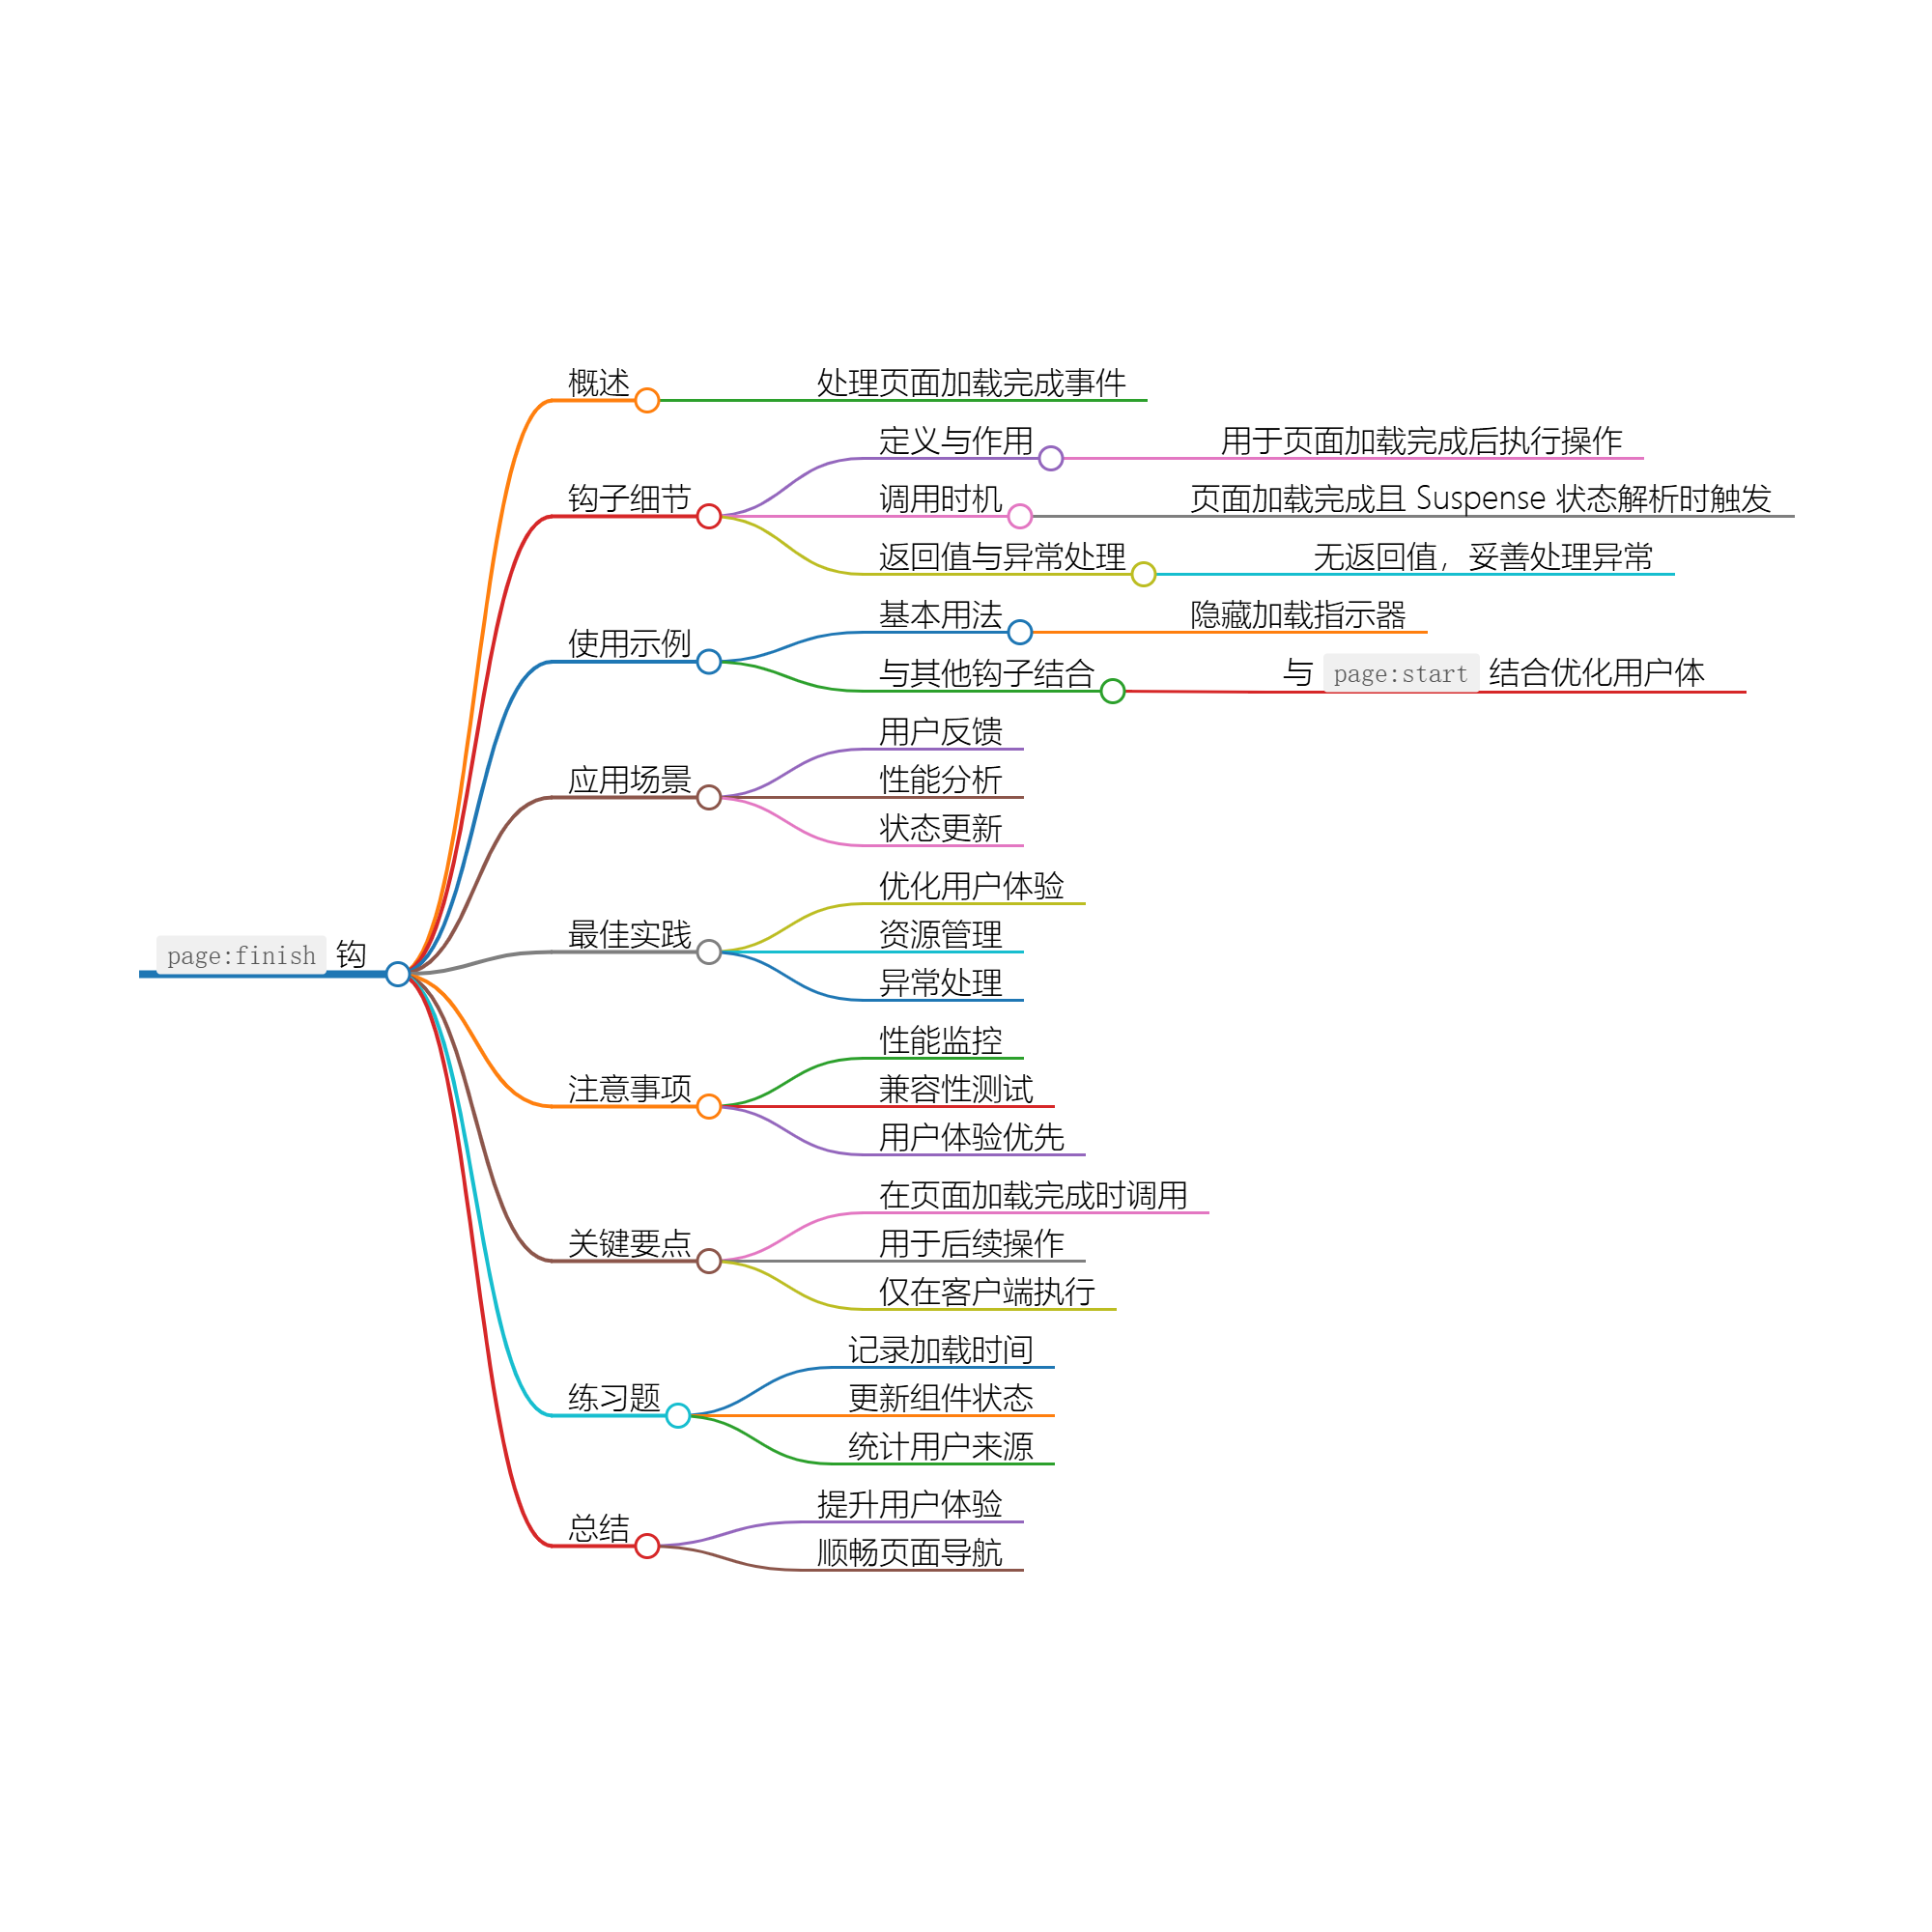 page:finish 钩
概述
处理页面加载完成事件
钩子细节
定义与作用
用于页面加载完成后执行操作
调用时机
页面加载完成且 Suspense 状态解析时触发
返回值与异常处理
无返回值，妥善处理异常
使用示例
基本用法
隐藏加载指示器
与其他钩子结合
与 page:start 结合优化用户体
应用场景
用户反馈
性能分析
状态更新
最佳实践
优化用户体验
资源管理
异常处理
注意事项
性能监控
兼容性测试
用户体验优先
关键要点
在页面加载完成时调用
用于后续操作
仅在客户端执行
练习题
记录加载时间
更新组件状态
统计用户来源
总结
提升用户体验
顺畅页面导航